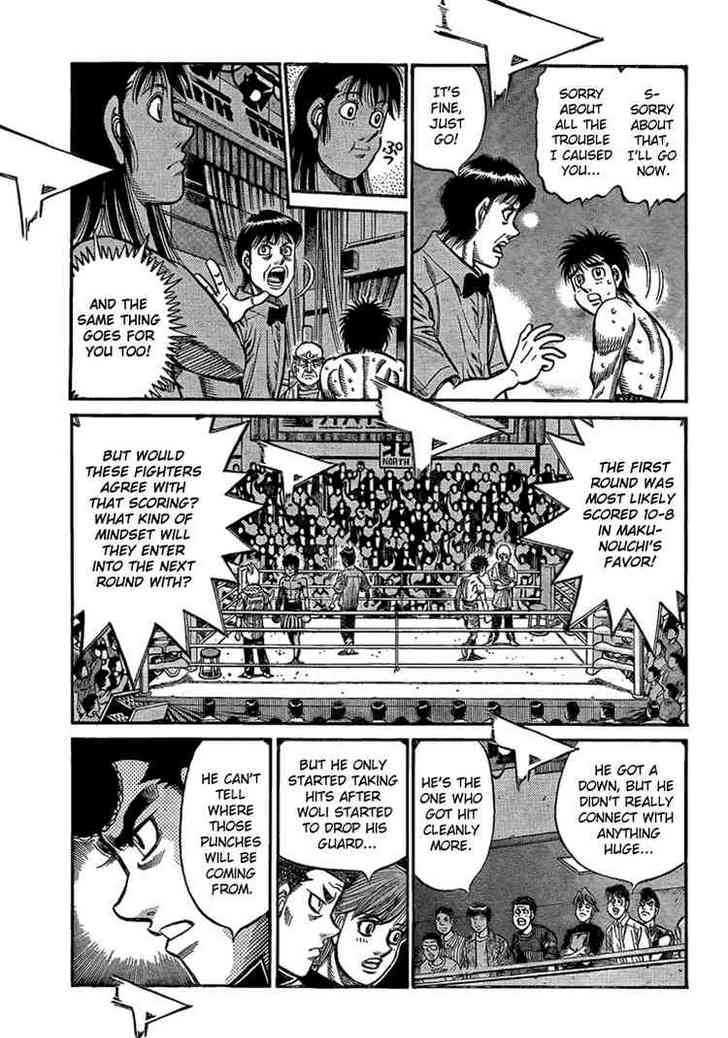 S-
SORRY
ABOUT
THAT,
I'LL GO
NOW.
SORRY
ABOUT
ALL THE
TROUBLE
I CAUSED
YOU...
IT'S
FINE,
JUST
GO!
AND THE
SAME THING
GOES FOR
YOU TOO!
THE FIRST
ROUND WAS
MOST LIKELY
SCORED 10-8
IN MAKU-
NOUCHI'S
FAVOR!
北
NORTH
BUT WOULD
THESE FIGHTERS
AGREE WITH
THAT SCORING?
WHAT KIND OF
MINDSET WILL
THEY ENTER
INTO THE NEXT
ROUND WITH?
HE GOT A
DOWN, BUT HE
DIDN'T REALLY
CONNECT WITH
ANYTHING
HUGE...
HE'S THE
ONE WHO
GOT HIT
CLEANLY
MORE.
BUT HE ONLY
STARTED TAKING
HITS AFTER
WOLI STARTED
TO DROP HIS
GUARD...
HE CAN'T
TELL
WHERE
THOSE
PUNCHES
WILL BE
COMING
FROM.